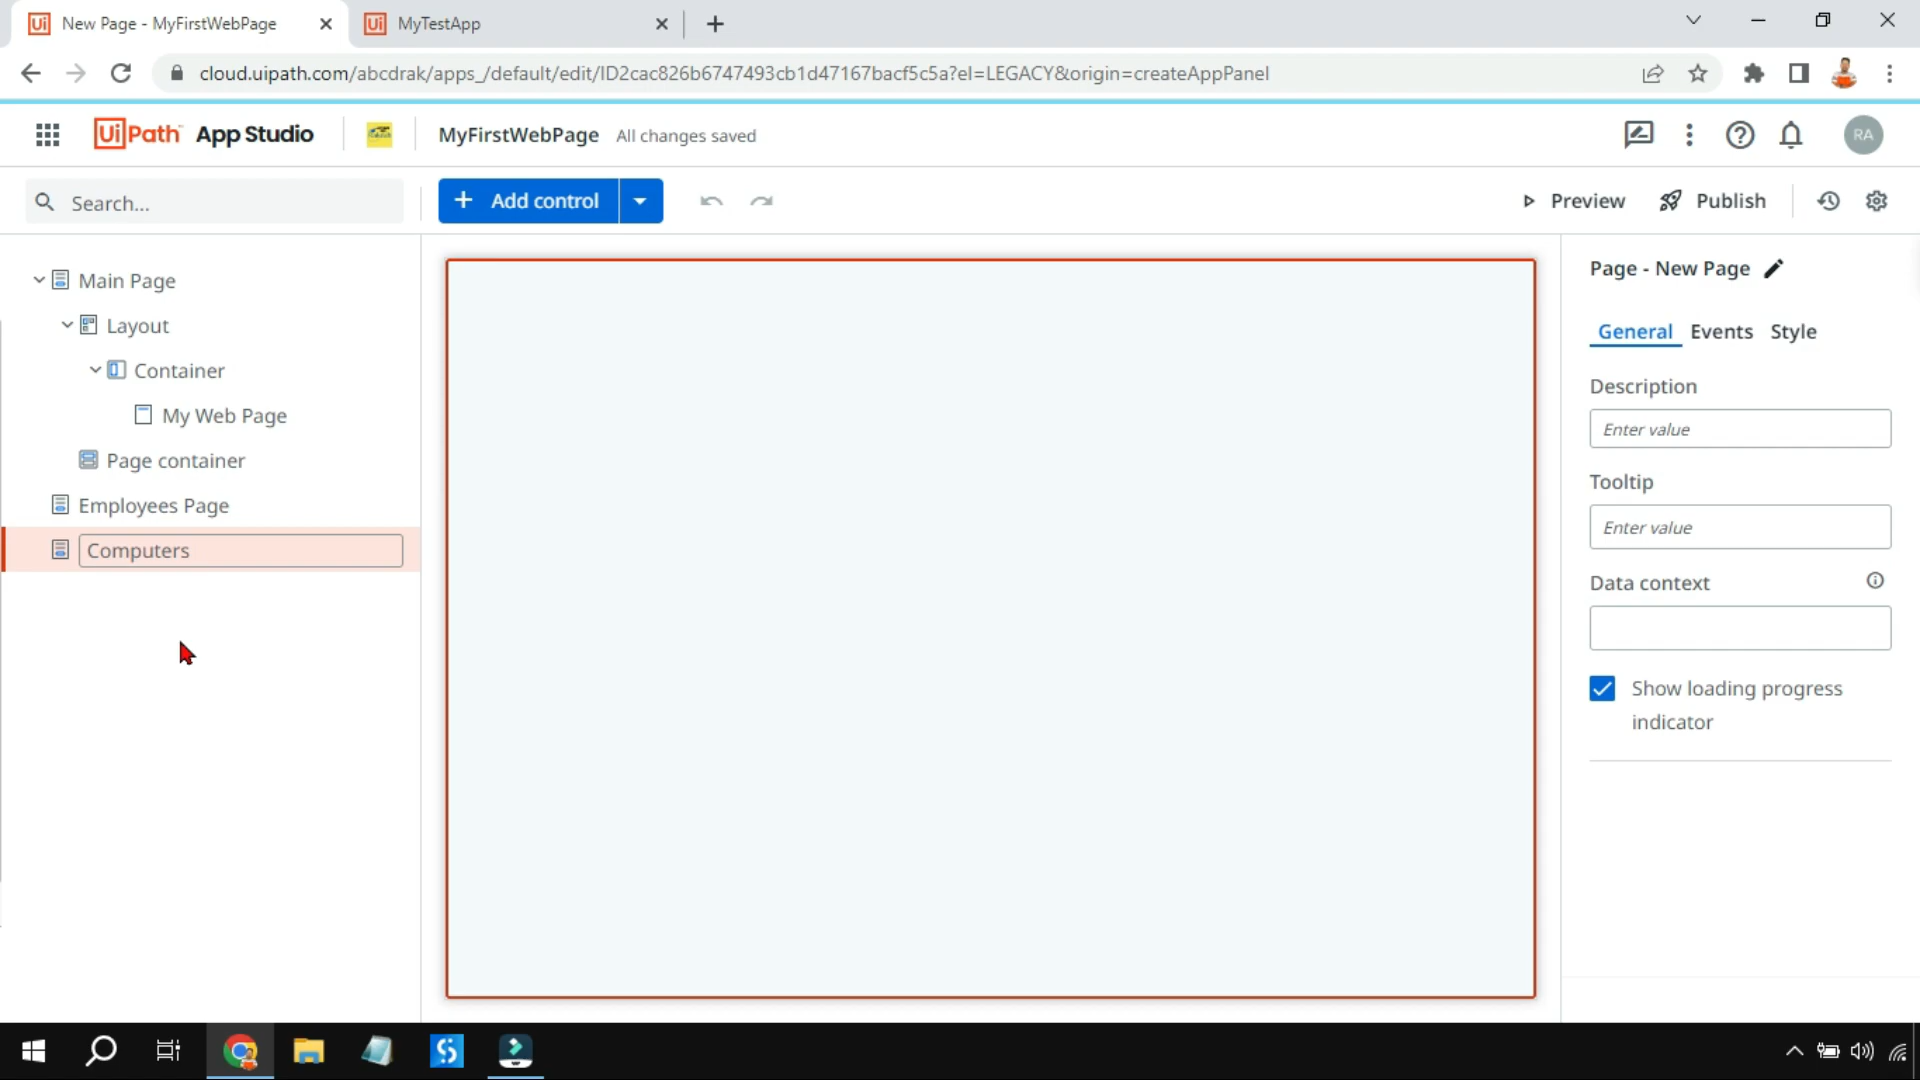 New Page - MyFirstWebPage
MyTestApp
cloud.uipath.com/abcdrak/apps_/default/edit/ID2cac826b6747493cb1d47167bacf5c5a?el=LEGACY&origin=createAppPanel
UiPath™ App Studio
MyFirstWebPage
All changes saved
RA
Search...
Add control
Preview
Publish
Main Page
Layout
Container
My Web Page
Page container
Employees Page
Computers
Page - New Page
General
Events
Style
Description
Enter value
Tooltip
Enter value
Data context
Show loading progress
indicator